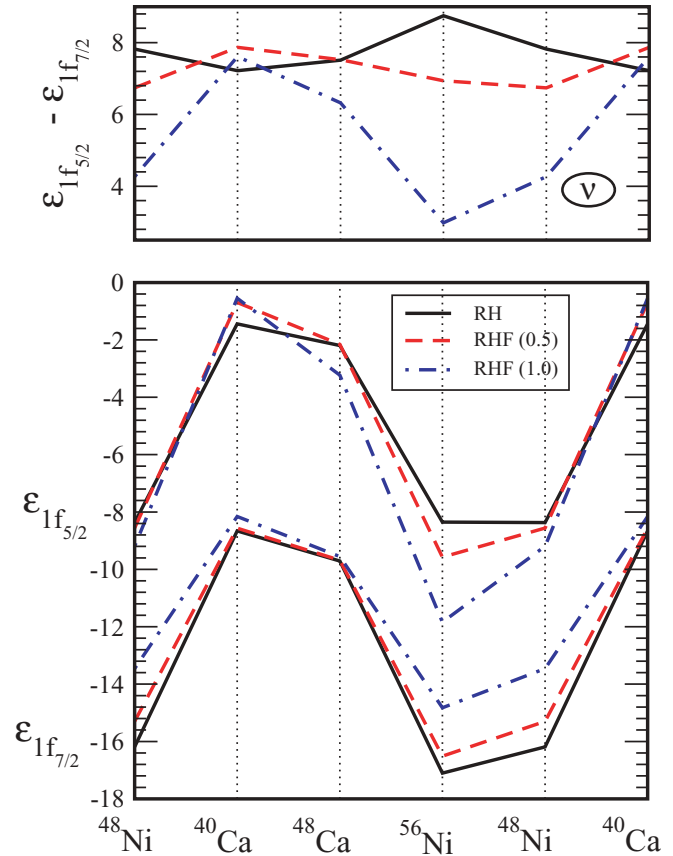 8
6
4
ε1f5/2 - ε1f7/2
ν
0
-2
-4
-6
-8
-10
-12
-14
-16
-18
RH
RHF (0.5)
RHF (1.0)
ε1f5/2
ε1f7/2
48Ni 40Ca 48Ca 56Ni 48Ni 40Ca